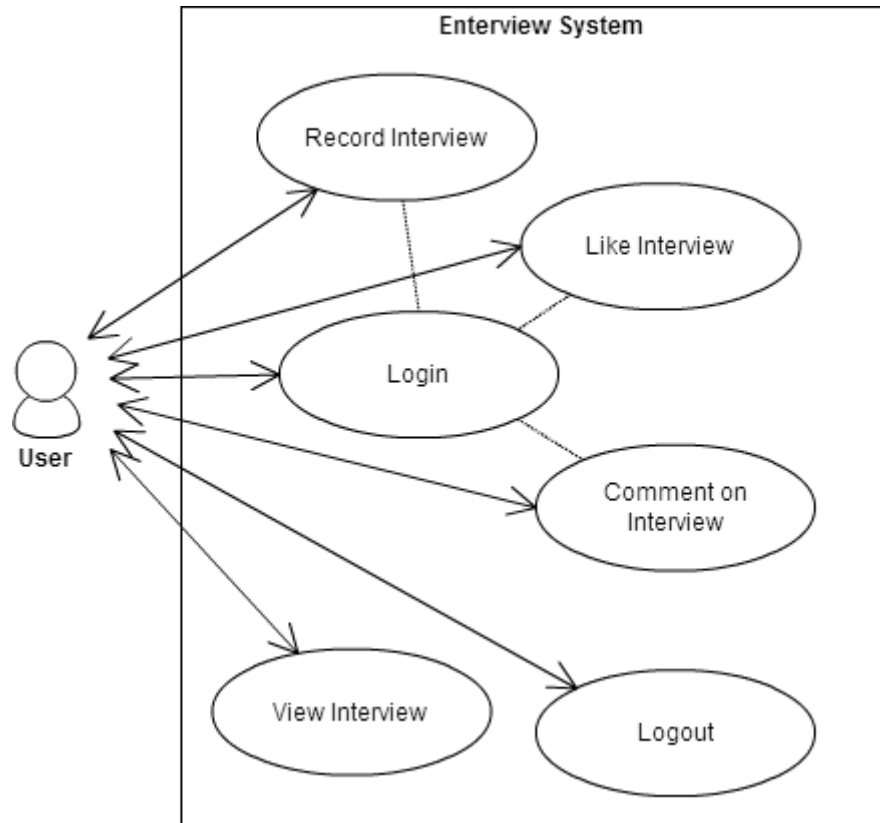 Enterview System
Record Interview
Like Interview
Login
User
Comment on
Interview
View Interview
Logout